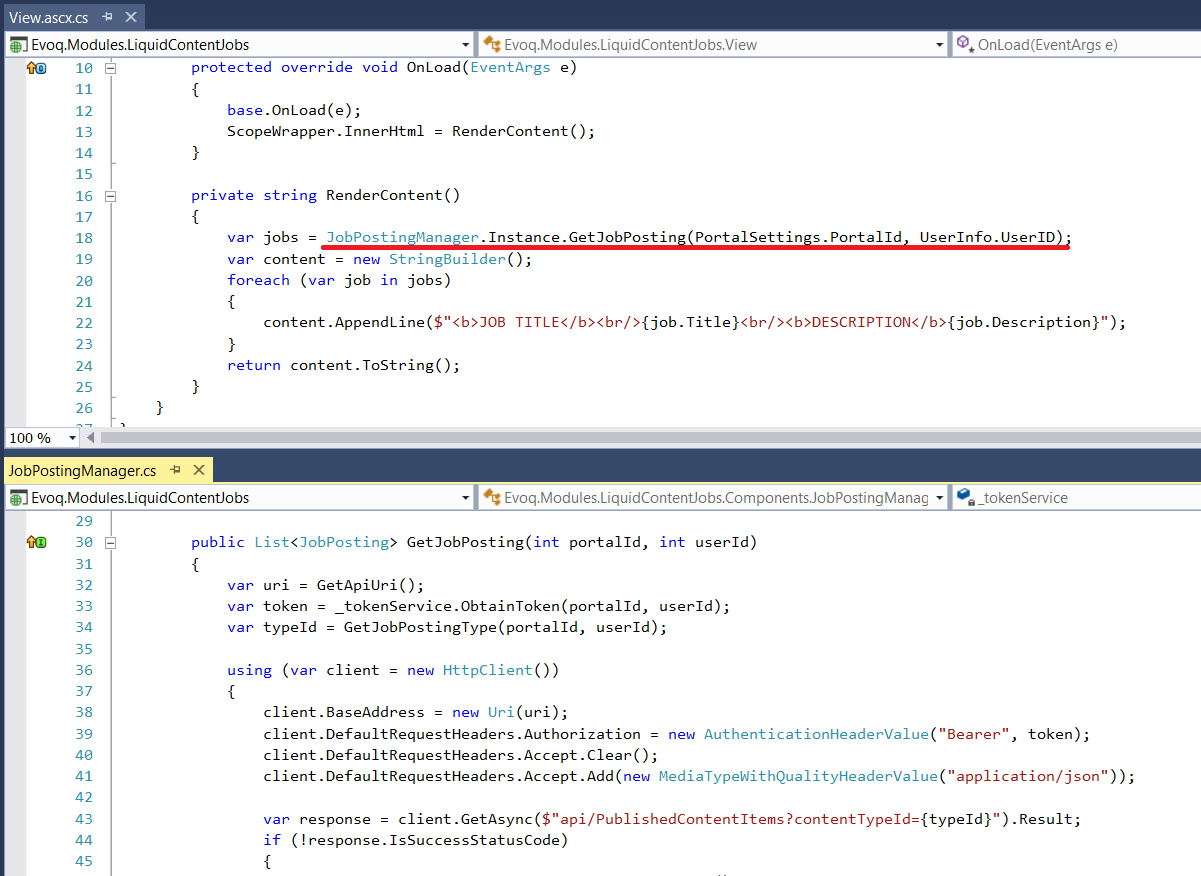 View.ascx.cs
Evoq.Modules.LiquidContentJobs Evoq.Modules.LiquidContentJobs.View OnLoad(EventArgs e)
10 protected override void OnLoad(EventArgs e)
11 {
12 base.OnLoad(e);
13 ScopeWrapper.InnerHtml = RenderContent();
14 }
15
16 private string RenderContent()
17 {
18 var jobs = JobPostingManager.Instance.GetJobPosting(PortalSettings.PortalId, UserInfo.UserID);
19 var content = new StringBuilder();
20 foreach (var job in jobs)
21 {
22 content.AppendLine($"<b>JOB TITLE</b><br/>{job.Title}<br/><b>DESCRIPTION</b>{job.Description}");
23 }
24 return content.ToString();
25 }
26 }
27 }
100 %
JobPostingManager.cs
Evoq.Modules.LiquidContentJobs Evoq.Modules.LiquidContentJobs.Components.JobPostingManag _tokenService
29
30 public List<JobPosting> GetJobPosting(int portalId, int userId)
31 {
32 var uri = GetApiUri();
33 var token = _tokenService.ObtainToken(portalId, userId);
34 var typeId = GetJobPostingType(portalId, userId);
35
36 using (var client = new HttpClient())
37 {
38 client.BaseAddress = new Uri(uri);
39 client.DefaultRequestHeaders.Authorization = new AuthenticationHeaderValue("Bearer", token);
40 client.DefaultRequestHeaders.Accept.Clear();
41 client.DefaultRequestHeaders.Accept.Add(new MediaTypeWithQualityHeaderValue("application/json"));
42
43 var response = client.GetAsync($"api/PublishedContentItems?contentTypeId={typeId}").Result;
44 if (!response.IsSuccessStatusCode)
45 {